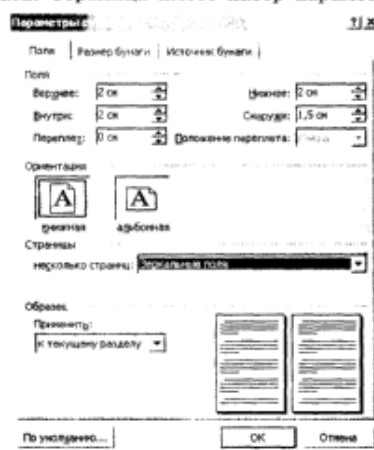 Параметры
Поля Размер бумаги Источник бумаги
Поля
Верхнее: 2 см Нижнее: 2 см
Внутри: 2 см Снаружи: 1,5 см
Переплет: 0 см Положение переплета:
Ориентация
книжная альбомная
Страницы
несколько страниц: Зеркальные поля
Образец
Применить:
к текущему разделу
По умолчанию... ОК Отмена